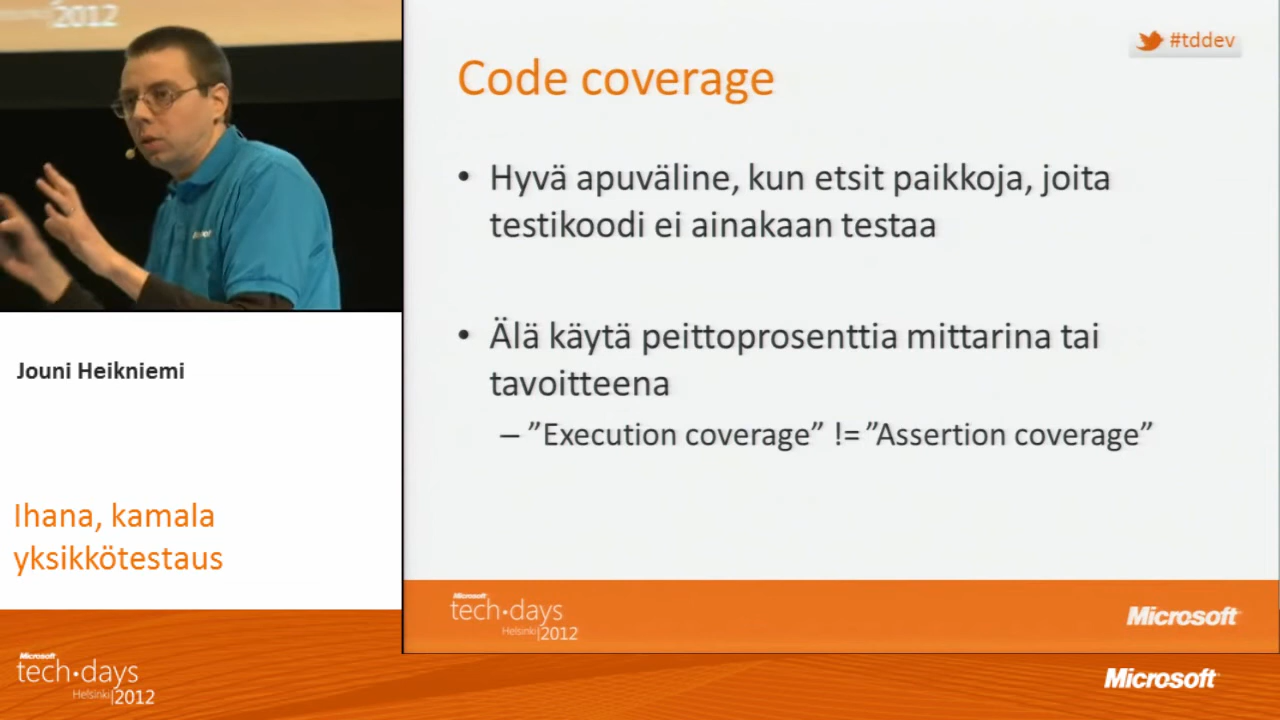 2012
Jouni Heikniemi
Ihana, kamala
yksikkötestaus
Microsoft
tech·days
Helsinki|2012
#tddev
Code coverage
• Hyvä apuväline, kun etsit paikkoja, joita
testikoodi ei ainakaan testaa
• Älä käytä peittoprosenttia mittarina tai
tavoitteena
– ”Execution coverage” != ”Assertion coverage”
Microsoft
tech·days
Helsinki|2012
Microsoft
Microsoft